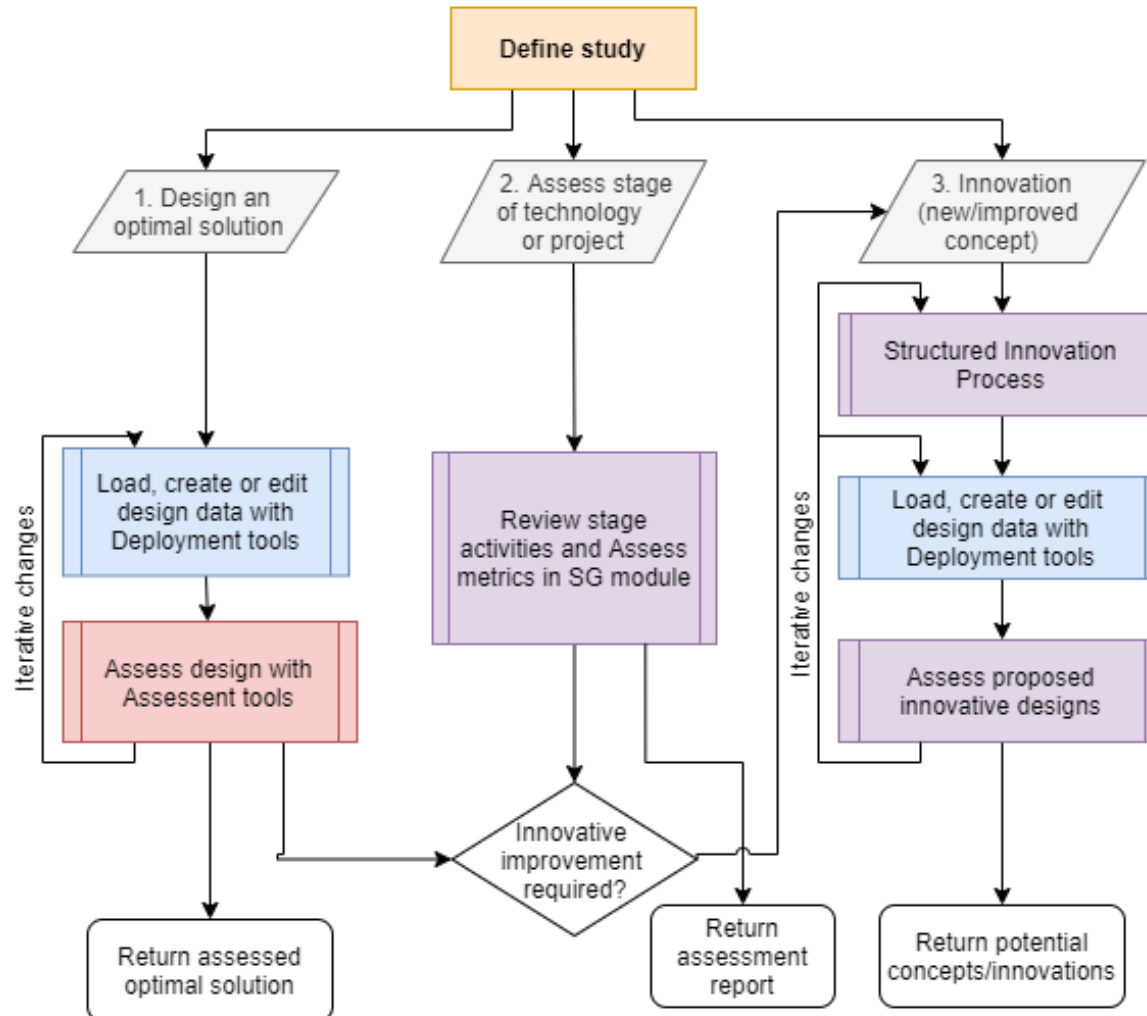 Define study
1. Design an
optimal solution
2. Assess stage
of technology
or project
3. Innovation
(new/improved
concept)
Structured Innovation
Process
Iterative changes
Load, create or edit
design data with
Deployment tools
Review stage
activities and Assess
metrics in SG module
Iterative changes
Load, create or edit
design data with
Deployment tools
Assess design with
Assessent tools
Assess proposed
innovative designs
Innovative
improvement
required?
Return assessed
optimal solution
Return
assessment
report
Return potential
concepts/innovations